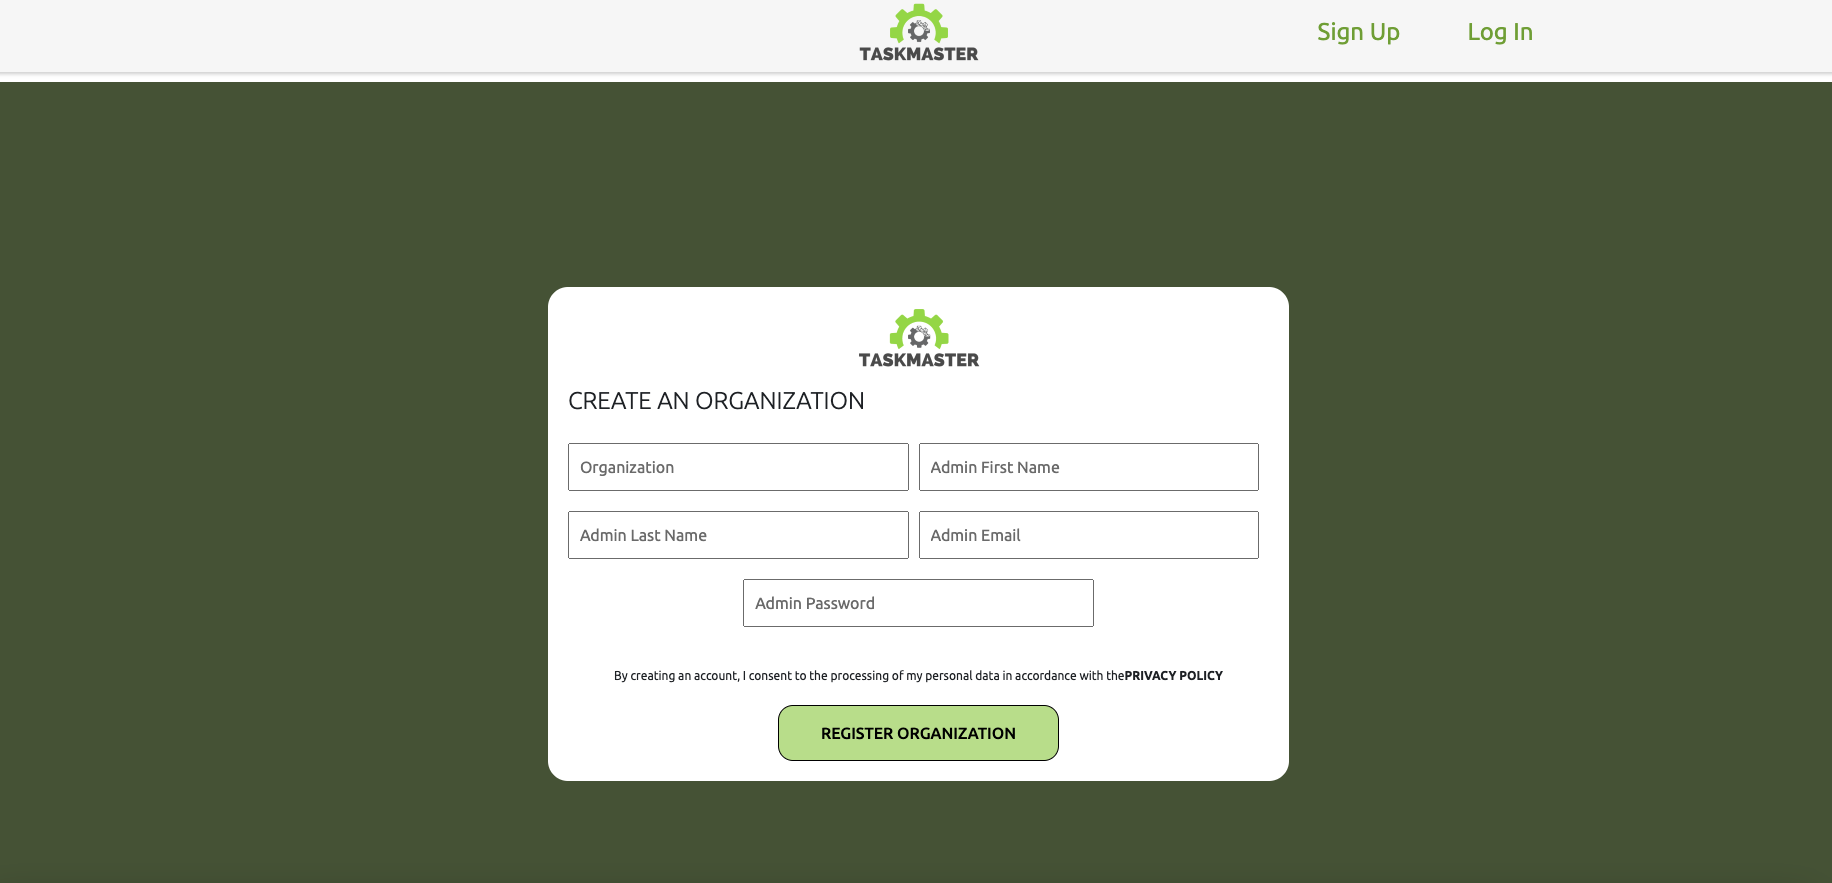 TASKMASTER
Sign Up Log In
TASKMASTER
CREATE AN ORGANIZATION
Organization
Admin First Name
Admin Last Name
Admin Email
Admin Password
By creating an account, I consent to the processing of my personal data in accordance with thePRIVACY POLICY
REGISTER ORGANIZATION